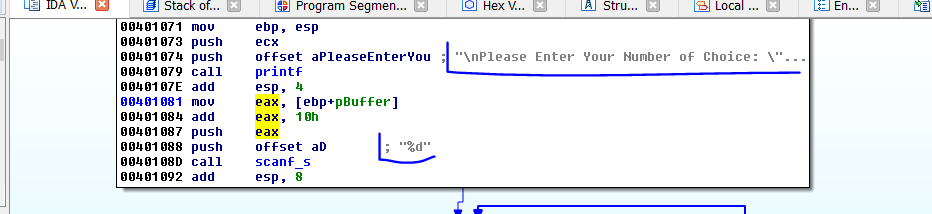 IDA V...
Stack of...
Program Segmen...
Hex V...
Stru...
Local ...
En...
00401071 mov ebp, esp
00401073 push ecx
00401074 push offset aPleaseEnterYou ; "\nPlease Enter Your Number of Choice: \"...
00401079 call printf
0040107E add esp, 4
00401081 mov eax, [ebp+pBuffer]
00401084 add eax, 10h
00401087 push eax
00401088 push offset aD ; "%d"
0040108D call scanf_s
00401092 add esp, 8